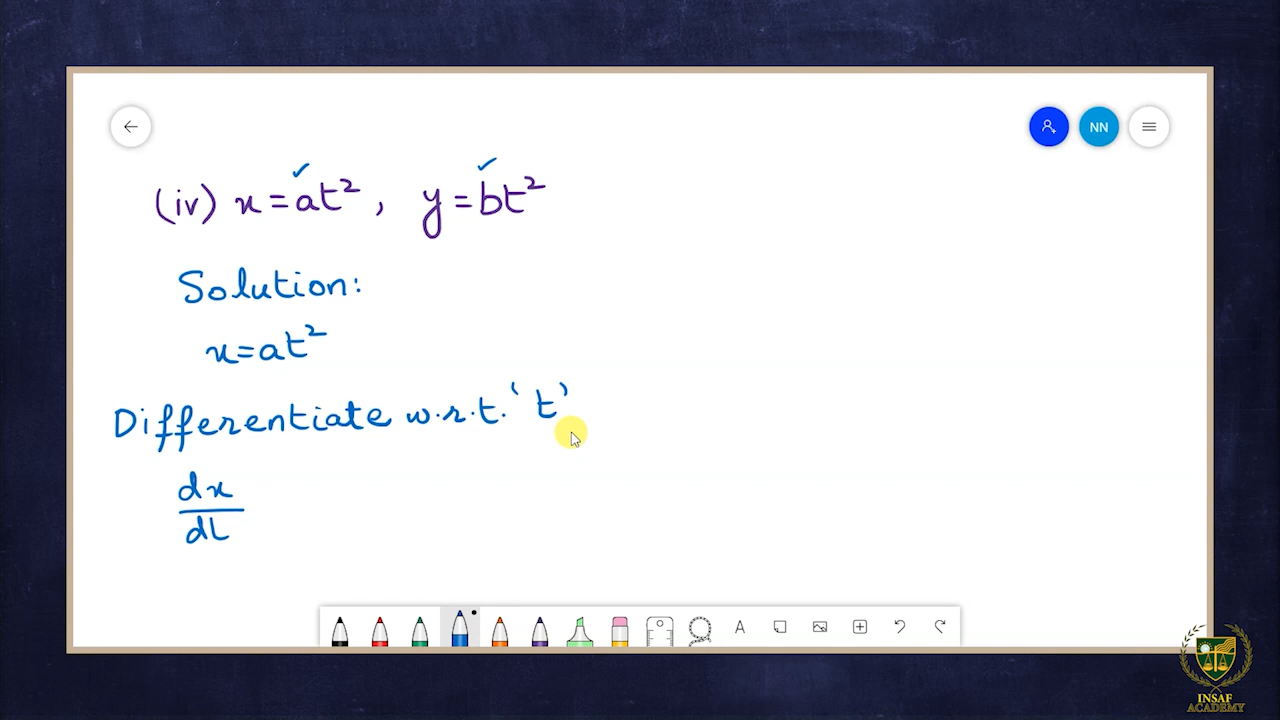 NN
(iv) x = at², y = bt²
Solution:
x = at²
Differentiate w.r.t. 't'
dx
dt
A
INSAF
ACADEMY